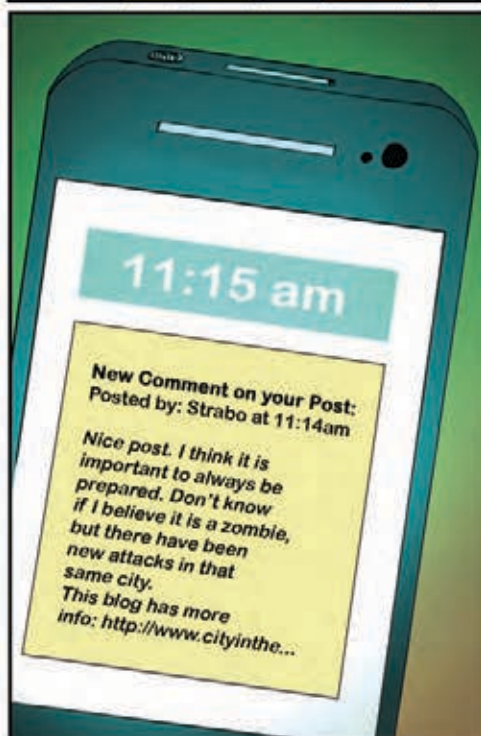 11:15 am
New Comment on your Post:
Posted by: Strabo at 11:14am
Nice post. I think it is
important to always be
prepared. Don't know
if I believe it is a zombie,
but there have been
new attacks in that
same city.
This blog has more
info: http://www.cityinthe...